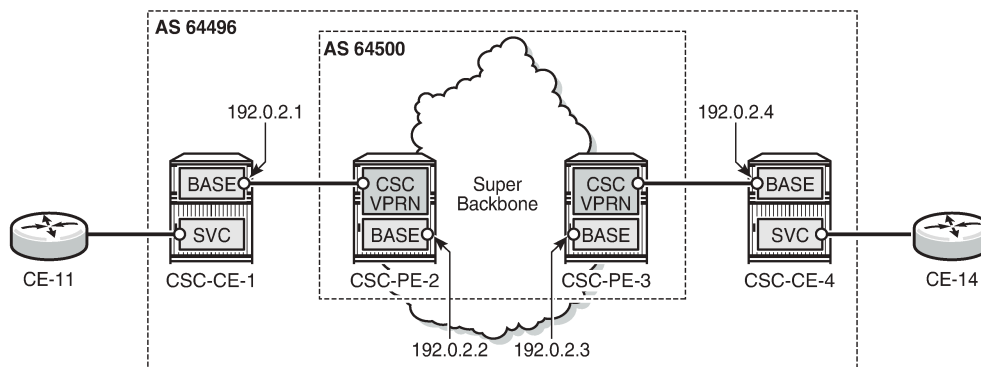 AS 64496
AS 64500
192.0.2.1
192.0.2.4
BASE
CSC
VPRN
Super
Backbone
CSC
VPRN
BASE
SVC
BASE
BASE
SVC
CE-11
CSC-CE-1
CSC-PE-2
CSC-PE-3
CSC-CE-4
CE-14
192.0.2.2
192.0.2.3